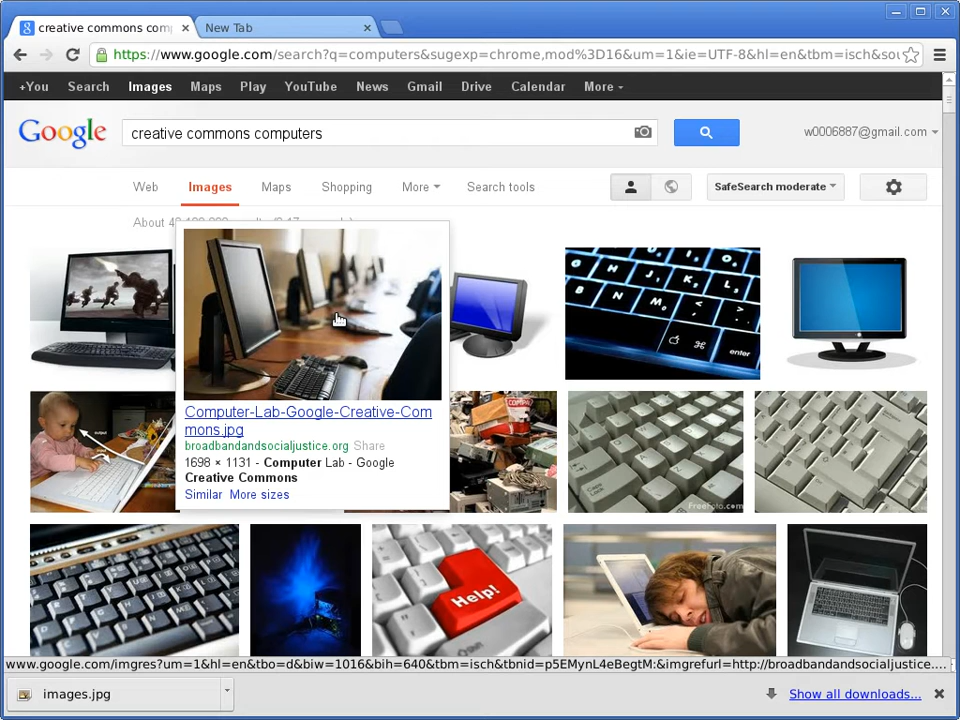 creative commons com
New Tab
https://www.google.com/search?q=computers&sugexp=chrome,mod%3D16&um=1&ie=UTF-8&hl=en&tbm=isch&sou
+You Search Images Maps Play YouTube News Gmail Drive Calendar More
Google
creative commons computers
w0006887@gmail.com
Web Images Maps Shopping More Search tools
SafeSearch moderate
About
Computer-Lab-Google-Creative-Com
mons.jpg
broadbandandsocialjustice.org Share
1698 × 1131 - Computer Lab - Google
Creative Commons
Similar More sizes
H J K L
B N M
enter
FreeFoto.com
Help!
www.google.com/imgres?um=1&hl=en&tbo=d&biw=1016&bih=640&tbm=isch&tbnid=p5EMynL4eBegtM:&imgrefurl=http://broadbandandsocialjustice....
images.jpg
Show all downloads...